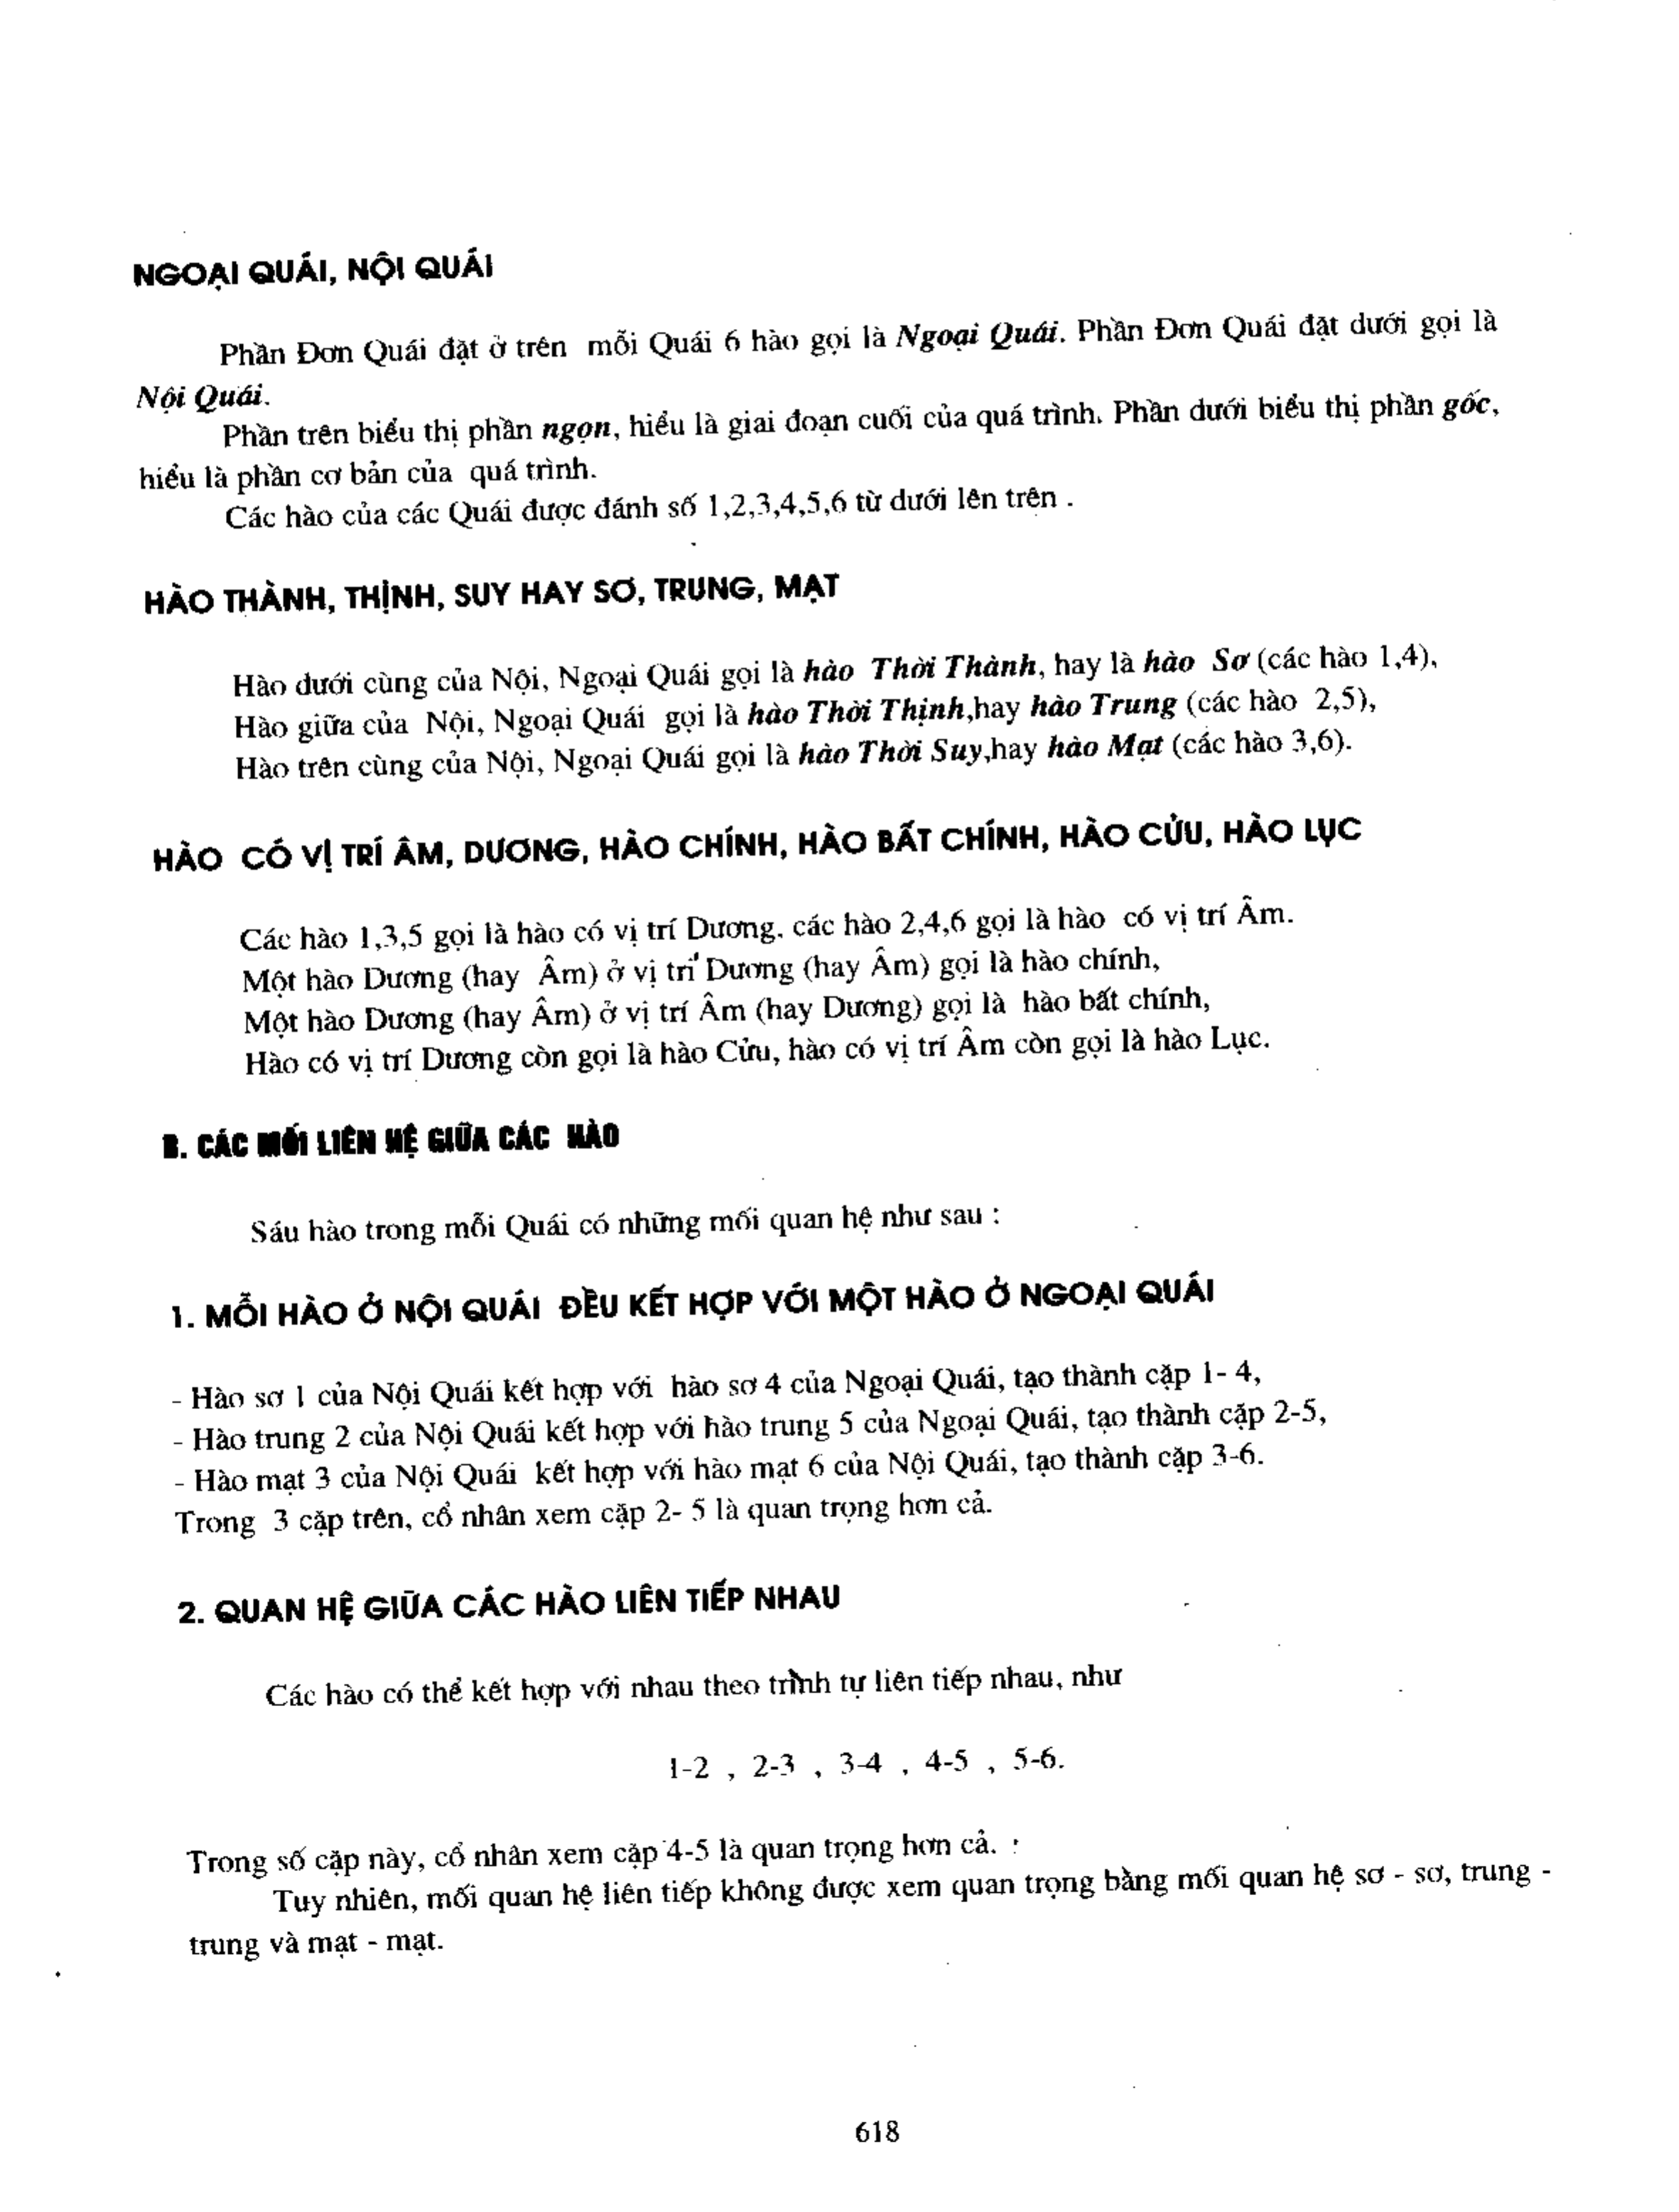 NGOẠI QUÁI, NỘI QUÁI
Phần Đơn Quái đặt ở trên mỗi Quái 6 hào gọi là Ngoại Quái. Phần Đơn Quái đặt dưới gọi là
Nội Quái.
Phần trên biểu thị phần ngọn, hiểu là giai đoạn cuối của quá trình. Phần dưới biểu thị phần gốc,
hiểu là phần cơ bản của quá trình.
Các hào của các Quái được đánh số 1,2,3,4,5,6 từ dưới lên trên .
HÀO THÀNH, THỊNH, SUY HAY SƠ, TRUNG, MẠT
Hào dưới cùng của Nội, Ngoại Quái gọi là hào Thời Thành, hay là hào Sơ (các hào 1,4),
Hào giữa của Nội, Ngoại Quái gọi là hào Thời Thịnh,hay hào Trung (các hào 2,5),
Hào trên cùng của Nội, Ngoại Quái gọi là hào Thời Suy,hay hào Mạt (các hào 3,6).
HÀO CÓ VỊ TRÍ ÂM, DƯƠNG, HÀO CHÍNH, HÀO BẤT CHÍNH, HÀO CỬU, HÀO LỤC
Các hào 1,3,5 gọi là hào có vị trí Dương, các hào 2,4,6 gọi là hào có vị trí Âm.
Một hào Dương (hay Âm) ở vị trí Dương (hay Âm) gọi là hào chính,
Một hào Dương (hay Âm) ở vị trí Âm (hay Dương) gọi là hào bất chính,
Hào có vị trí Dương còn gọi là hào Cửu, hào có vị trí Âm còn gọi là hào Lục.
B. CÁC MỐI LIÊN HỆ GIỮA CÁC HÀO
Sáu hào trong mỗi Quái có những mối quan hệ như sau :
1. MỖI HÀO Ở NỘI QUÁI ĐỀU KẾT HỢP VỚI MỘT HÀO Ở NGOẠI QUÁI
- Hào sơ 1 của Nội Quái kết hợp với hào sơ 4 của Ngoại Quái, tạo thành cặp 1- 4,
- Hào trung 2 của Nội Quái kết hợp với hào trung 5 của Ngoại Quái, tạo thành cặp 2-5,
- Hào mạt 3 của Nội Quái kết hợp với hào mạt 6 của Nội Quái, tạo thành cặp 3-6.
Trong 3 cặp trên, cổ nhân xem cặp 2- 5 là quan trọng hơn cả.
2. QUAN HỆ GIỮA CÁC HÀO LIÊN TIẾP NHAU
Các hào có thể kết hợp với nhau theo trình tự liên tiếp nhau, như
1-2 , 2-3 , 3-4 , 4-5 , 5-6.
Trong số cặp này, cổ nhân xem cặp 4-5 là quan trọng hơn cả.
Tuy nhiên, mối quan hệ liên tiếp không được xem quan trọng bằng mối quan hệ sơ - sơ, trung -
trung và mạt - mạt.
618